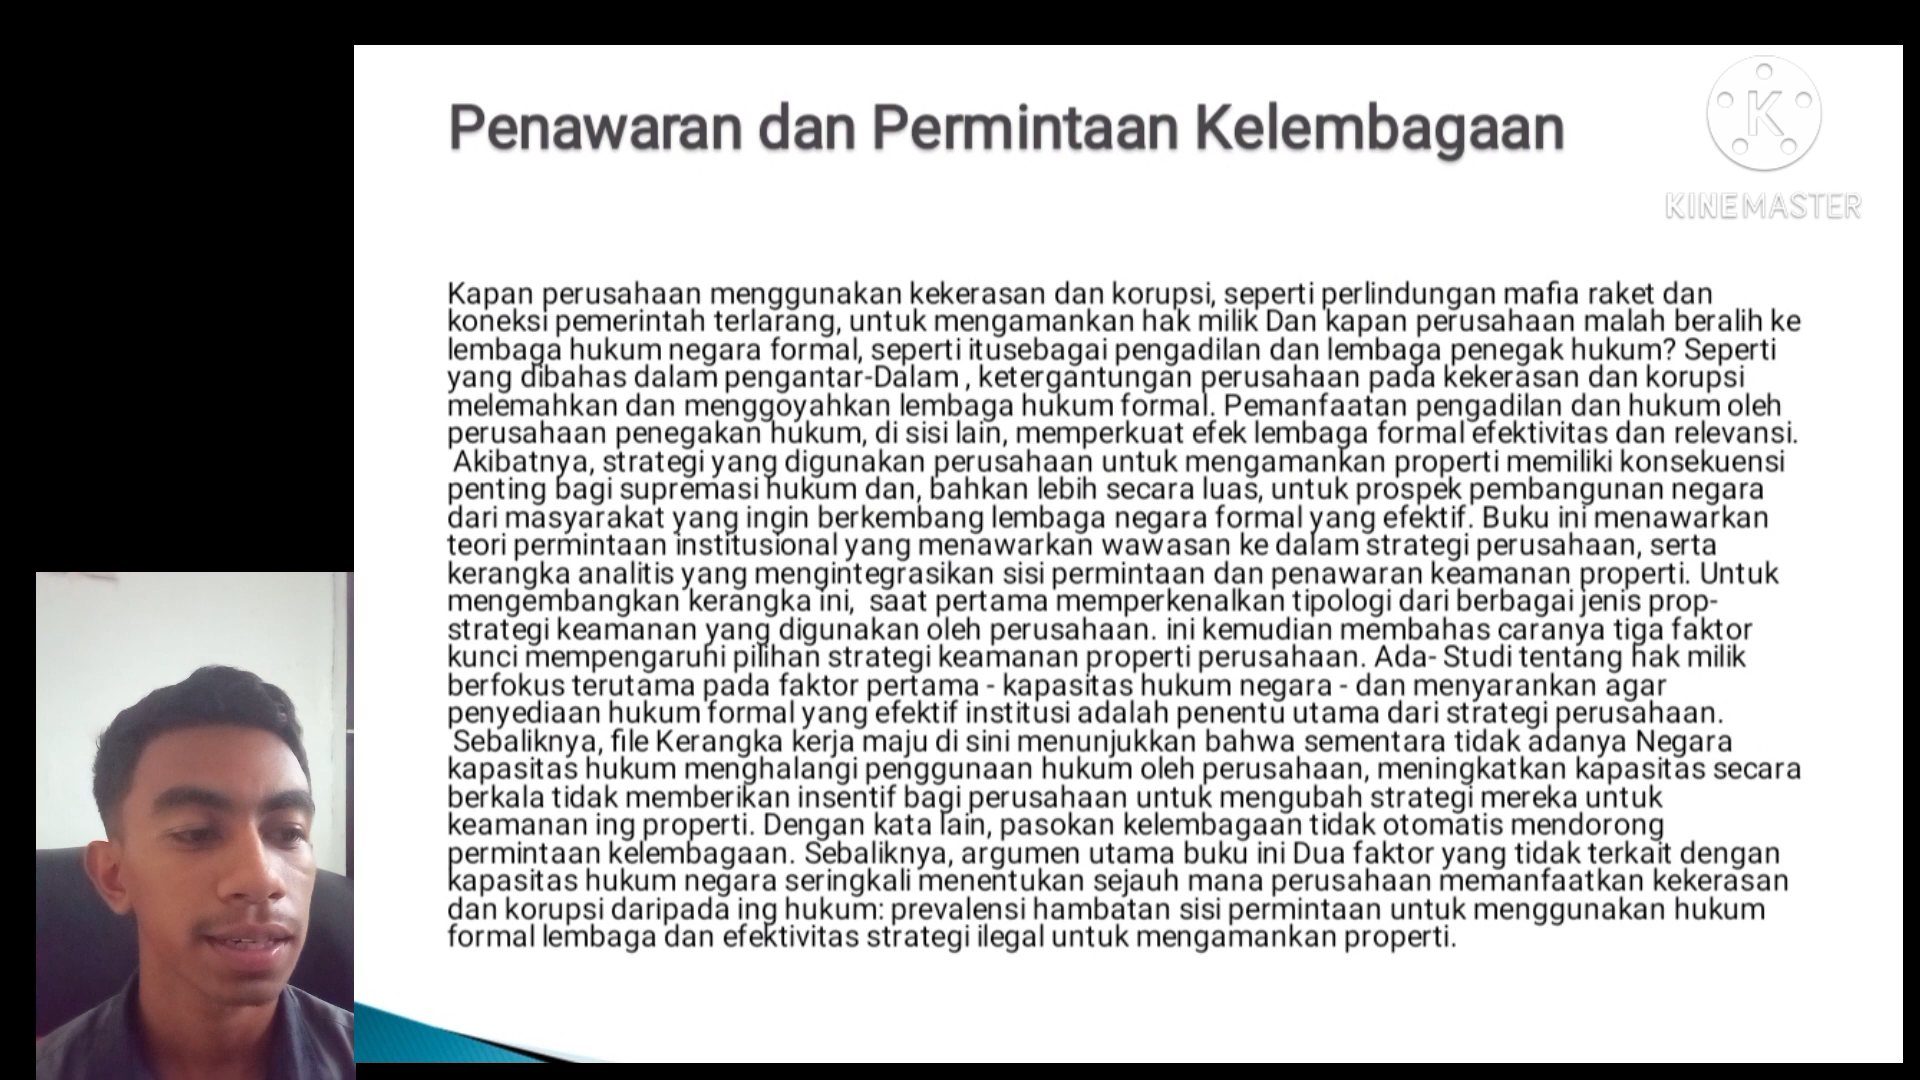 Penawaran dan Permintaan Kelembagaan
KINEMASTER
Kapan perusahaan menggunakan kekerasan dan korupsi, seperti perlindungan mafia raket dan
koneksi pemerintah terlarang, untuk mengamankan hak milik Dan kapan perusahaan malah beralih ke
lembaga hukum negara formal, seperti itusebagai pengadilan dan lembaga penegak hukum? Seperti
yang dibahas dalam pengantar-Dalam , ketergantungan perusahaan pada kekerasan dan korupsi
melemahkan dan menggoyahkan lembaga hukum formal. Pemanfaatan pengadilan dan hukum oleh
perusahaan penegakan hukum, di sisi lain, memperkuat efek lembaga formal efektivitas dan relevansi.
Akibatnya, strategi yang digunakan perusahaan untuk mengamankan properti memiliki konsekuensi
penting bagi supremasi hukum dan, bahkan lebih secara luas, untuk prospek pembangunan negara
dari masyarakat yang ingin berkembang lembaga negara formal yang efektif. Buku ini menawarkan
teori permintaan institusional yang menawarkan wawasan ke dalam strategi perusahaan, serta
kerangka analitis yang mengintegrasikan sisi permintaan dan penawaran keamanan properti. Untuk
mengembangkan kerangka ini,  saat pertama memperkenalkan tipologi dari berbagai jenis prop-
strategi keamanan yang digunakan oleh perusahaan. ini kemudian membahas caranya tiga faktor
kunci mempengaruhi pilihan strategi keamanan properti perusahaan. Ada- Studi tentang hak milik
berfokus terutama pada faktor pertama - kapasitas hukum negara - dan menyarankan agar
penyediaan hukum formal yang efektif institusi adalah penentu utama dari strategi perusahaan.
Sebaliknya, file Kerangka kerja maju di sini menunjukkan bahwa sementara tidak adanya Negara
kapasitas hukum menghalangi penggunaan hukum oleh perusahaan, meningkatkan kapasitas secara
berkala tidak memberikan insentif bagi perusahaan untuk mengubah strategi mereka untuk
keamanan ing properti. Dengan kata lain, pasokan kelembagaan tidak otomatis mendorong
permintaan kelembagaan. Sebaliknya, argumen utama buku ini Dua faktor yang tidak terkait dengan
kapasitas hukum negara seringkali menentukan sejauh mana perusahaan memanfaatkan kekerasan
dan korupsi daripada ing hukum: prevalensi hambatan sisi permintaan untuk menggunakan hukum
formal lembaga dan efektivitas strategi ilegal untuk mengamankan properti.